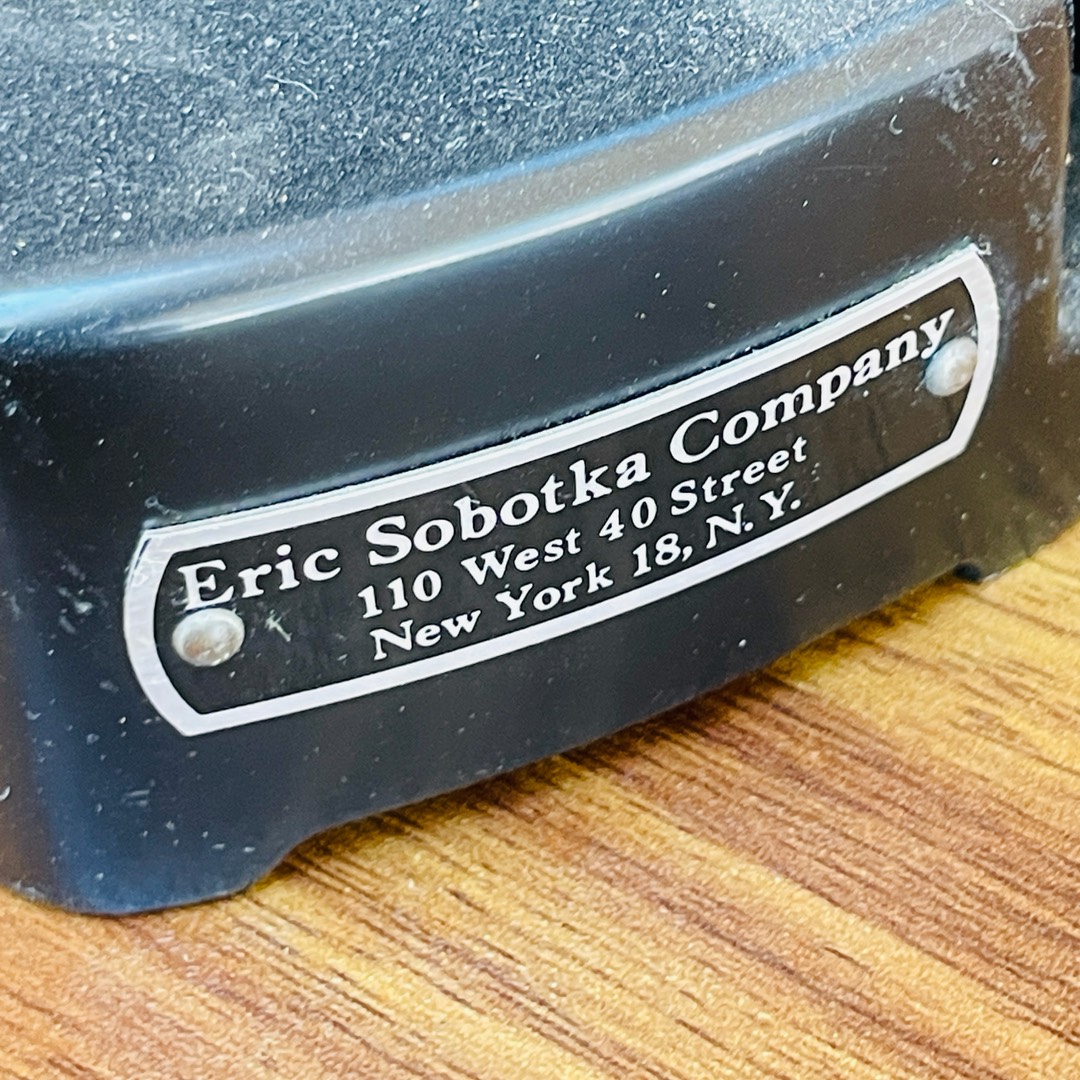 Eric Sobotka Company
110 West 40 Street
New York 18, N.Y.